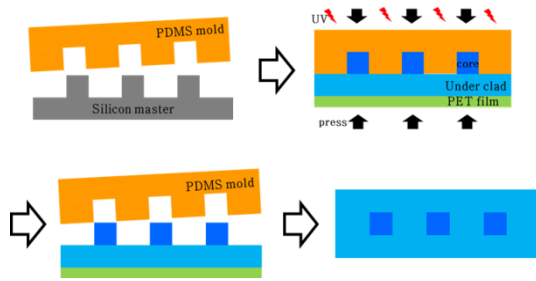 PDMS mold
Silicon master
UV
core
Under clad
PET film
press
PDMS mold